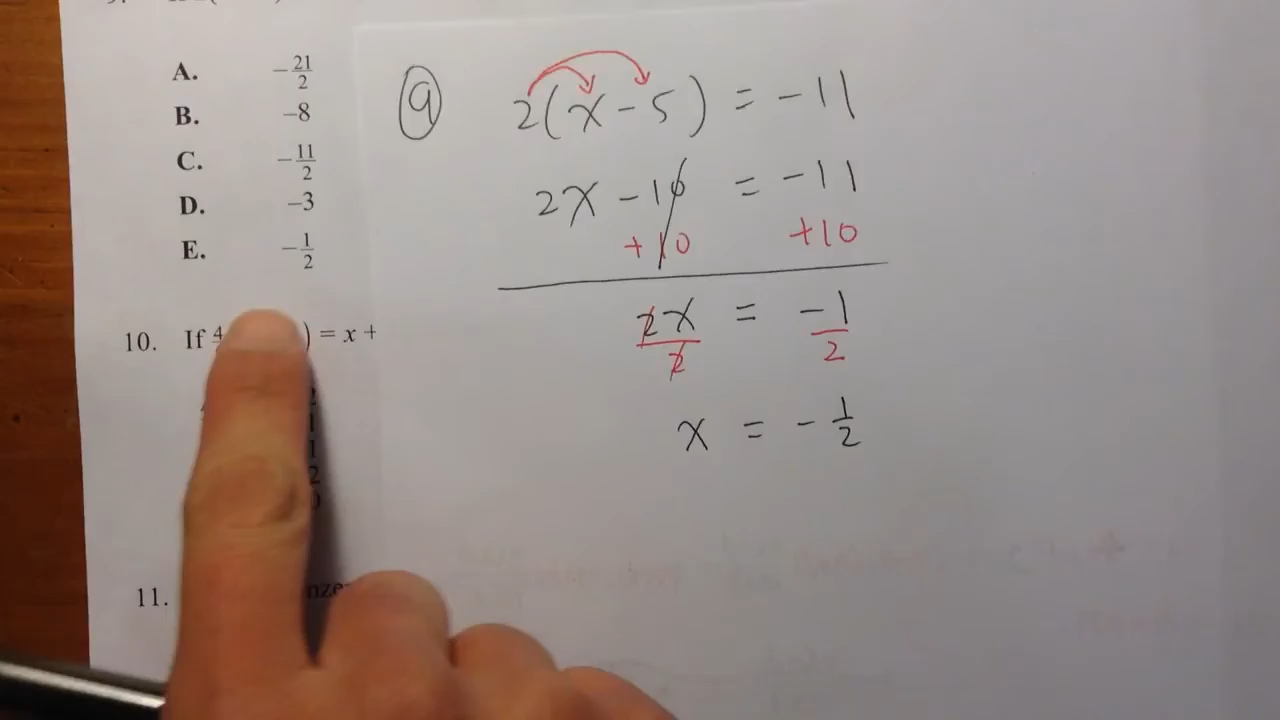 A. -21/2
B. -8
C. -11/2
D. -3
E. -1/2
10. If 4 ) = x +
11.
9
2(x - 5) = -11
2x - 10 = -11
+10 +10
2x/2 = -1/2
x = -1/2